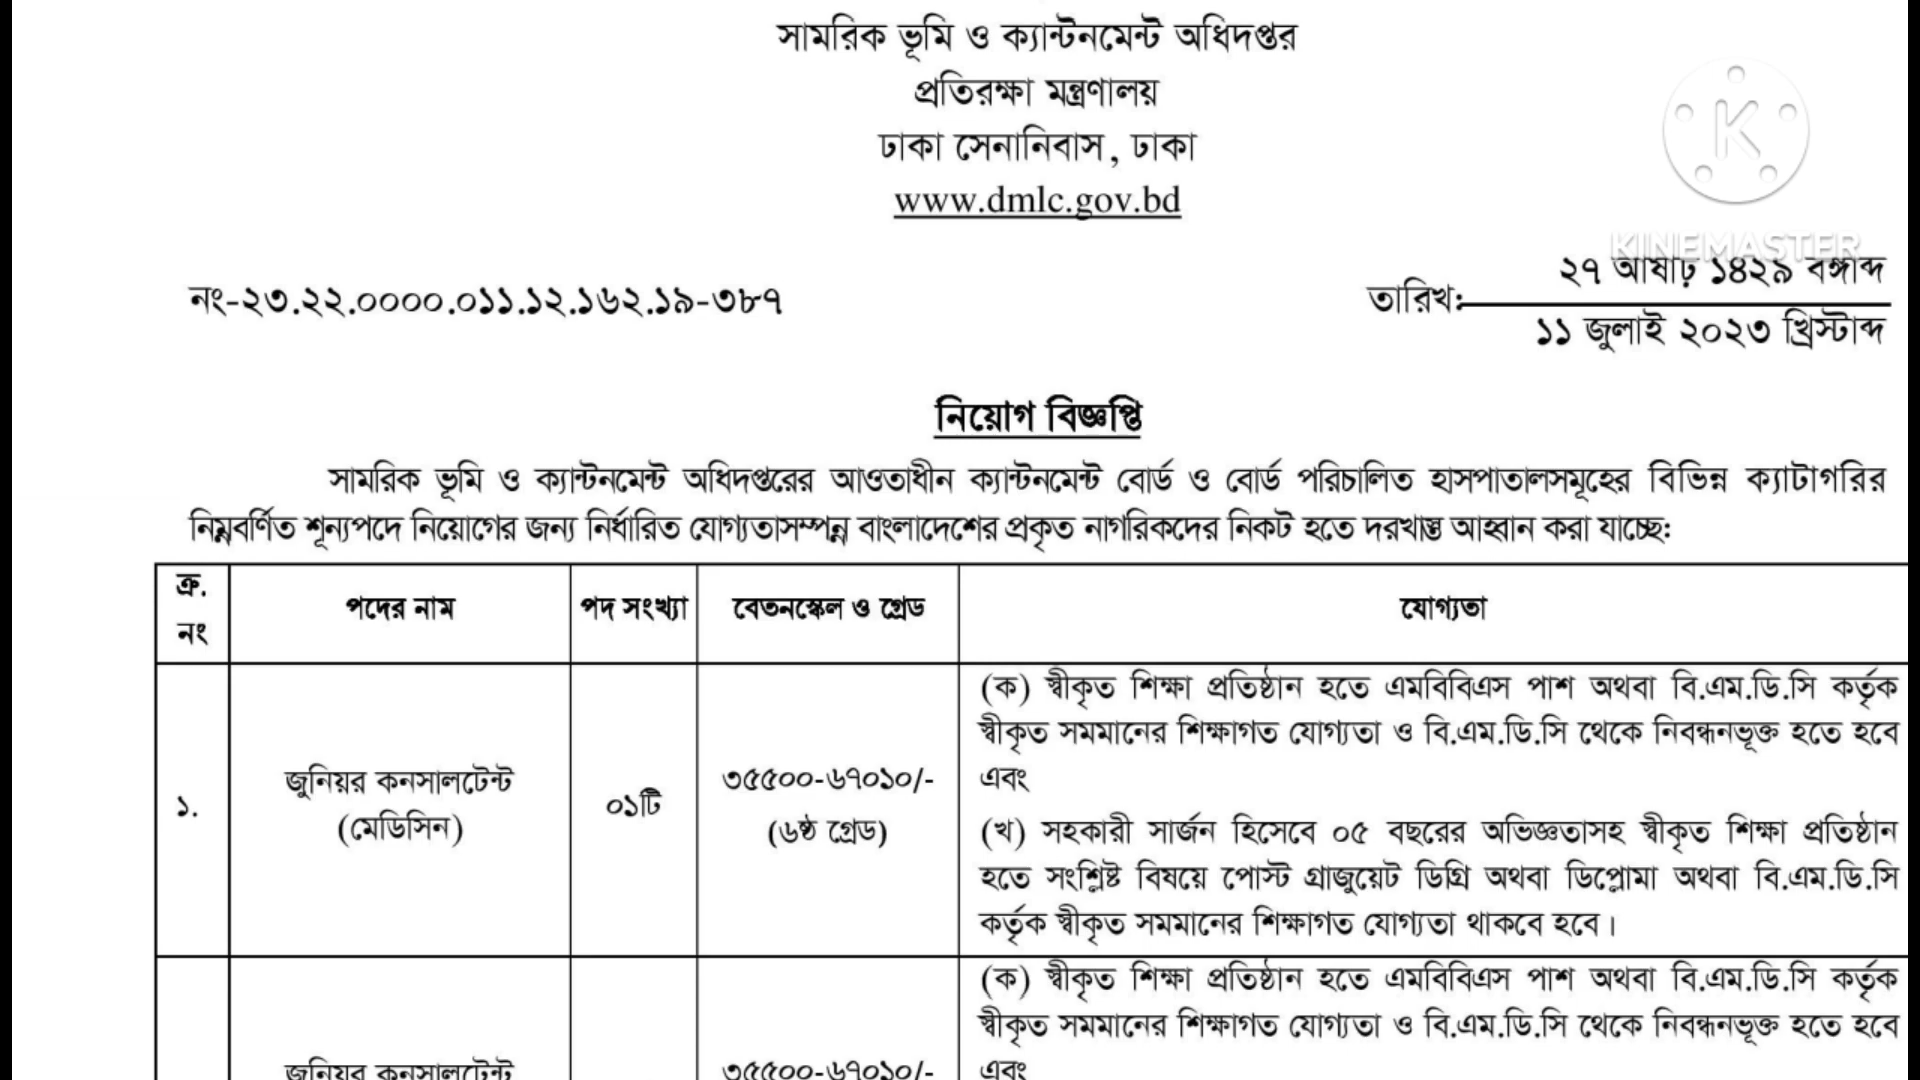 সামরিক ভূমি ও ক্যান্টনমেন্ট অধিদপ্তর
প্রতিরক্ষা মন্ত্রণালয়
ঢাকা সেনানিবাস, ঢাকা
www.dmlc.gov.bd
KINEMASTER
নং-২৩.২২.০০০০.০১১.১২.১৬২.১৯-৩৮৭
তারিখ:
২৭ আষাঢ় ১৪২৯ বঙ্গাব্দ
১১ জুলাই ২০২৩ খ্রিস্টাব্দ
নিয়োগ বিজ্ঞপ্তি
সামরিক ভূমি ও ক্যান্টনমেন্ট অধিদপ্তরের আওতাধীন ক্যান্টনমেন্ট বোর্ড ও বোর্ড পরিচালিত হাসপাতালসমূহের বিভিন্ন ক্যাটাগরির
নিম্নবর্ণিত শূন্যপদে নিয়োগের জন্য নির্ধারিত যোগ্যতাসম্পন্ন বাংলাদেশের প্রকৃত নাগরিকদের নিকট হতে দরখাস্ত আহ্বান করা যাচ্ছে:
ক্র.
নং
পদের নাম
পদ সংখ্যা
বেতনস্কেল ও গ্রেড
যোগ্যতা
১.
জুনিয়র কনসালটেন্ট
(মেডিসিন)
০১টি
৩৫৫০০-৬৭০১০/-
(৬ষ্ঠ গ্রেড)
(ক) স্বীকৃত শিক্ষা প্রতিষ্ঠান হতে এমবিবিএস পাশ অথবা বি.এম.ডি.সি কর্তৃক
স্বীকৃত সমমানের শিক্ষাগত যোগ্যতা ও বি.এম.ডি.সি থেকে নিবন্ধনভূক্ত হতে হবে
এবং
(খ) সহকারী সার্জন হিসেবে ০৫ বছরের অভিজ্ঞতাসহ স্বীকৃত শিক্ষা প্রতিষ্ঠান
হতে সংশ্লিষ্ট বিষয়ে পোস্ট গ্রাজুয়েট ডিগ্রি অথবা ডিপ্লোমা অথবা বি.এম.ডি.সি
কর্তৃক স্বীকৃত সমমানের শিক্ষাগত যোগ্যতা থাকবে হবে।
জুনিয়র কনসালটেন্ট
৩৫৫০০-৬৭০১০/-
(ক) স্বীকৃত শিক্ষা প্রতিষ্ঠান হতে এমবিবিএস পাশ অথবা বি.এম.ডি.সি কর্তৃক
স্বীকৃত সমমানের শিক্ষাগত যোগ্যতা ও বি.এম.ডি.সি থেকে নিবন্ধনভূক্ত হতে হবে
এবং